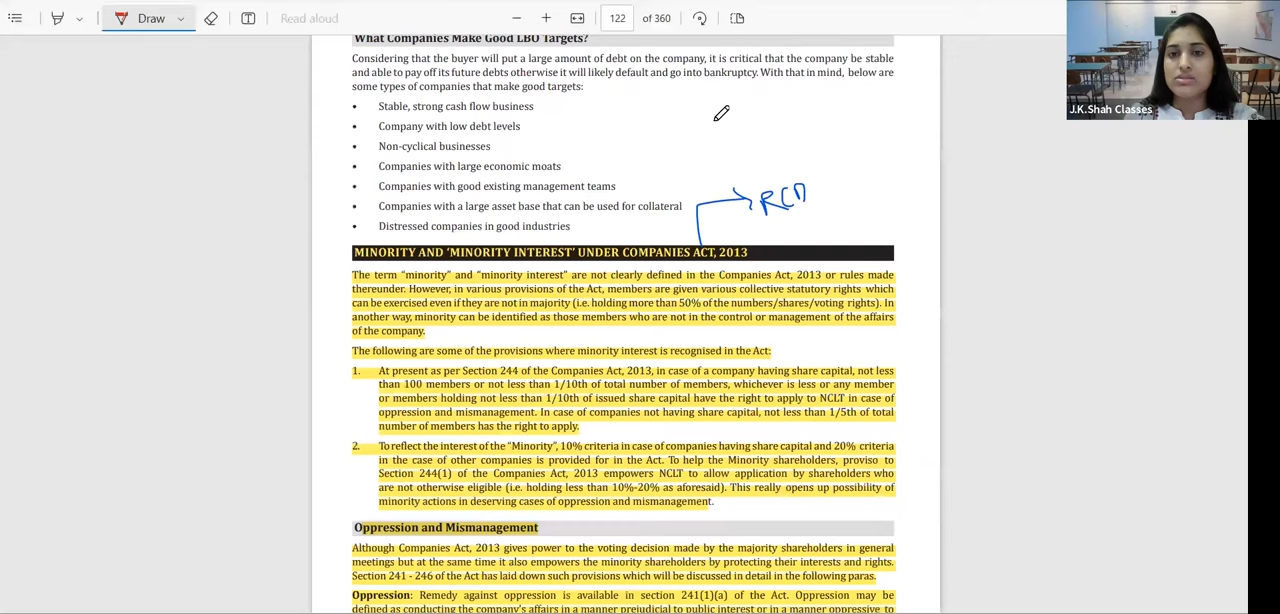 Draw
Read aloud
122
of 360
J.K.Shah Classes
What Companies Make Good LBO Targets?
Considering that the buyer will put a large amount of debt on the company, it is critical that the company be stable
and able to pay off its future debts otherwise it will likely default and go into bankruptcy. With that in mind, below are
some types of companies that make good targets:
• Stable, strong cash flow business
• Company with low debt levels
• Non-cyclical businesses
• Companies with large economic moats
• Companies with good existing management teams
• Companies with a large asset base that can be used for collateral
• Distressed companies in good industries
MINORITY AND ‘MINORITY INTEREST’ UNDER COMPANIES ACT, 2013
The term “minority” and “minority interest” are not clearly defined in the Companies Act, 2013 or rules made
thereunder. However, in various provisions of the Act, members are given various collective statutory rights which
can be exercised even if they are not in majority (i.e. holding more than 50% of the numbers/shares/voting rights). In
another way, minority can be identified as those members who are not in the control or management of the affairs
of the company.
The following are some of the provisions where minority interest is recognised in the Act:
1. At present as per Section 244 of the Companies Act, 2013, in case of a company having share capital, not less
than 100 members or not less than 1/10th of total number of members, whichever is less or any member
or members holding not less than 1/10th of issued share capital have the right to apply to NCLT in case of
oppression and mismanagement. In case of companies not having share capital, not less than 1/5th of total
number of members has the right to apply.
2. To reflect the interest of the “Minority”, 10% criteria in case of companies having share capital and 20% criteria
in the case of other companies is provided for in the Act. To help the Minority shareholders, proviso to
Section 244(1) of the Companies Act, 2013 empowers NCLT to allow application by shareholders who
are not otherwise eligible (i.e. holding less than 10%-20% as aforesaid). This really opens up possibility of
minority actions in deserving cases of oppression and mismanagement.
Oppression and Mismanagement
Although Companies Act, 2013 gives power to the voting decision made by the majority shareholders in general
meetings but at the same time it also empowers the minority shareholders by protecting their interests and rights.
Section 241 - 246 of the Act has laid down such provisions which will be discussed in detail in the following paras.
Oppression: Remedy against oppression is available in section 241(1)(a) of the Act. Oppression may be
defined as conducting the company's affairs in a manner prejudicial to public interest or in a manner oppressive to